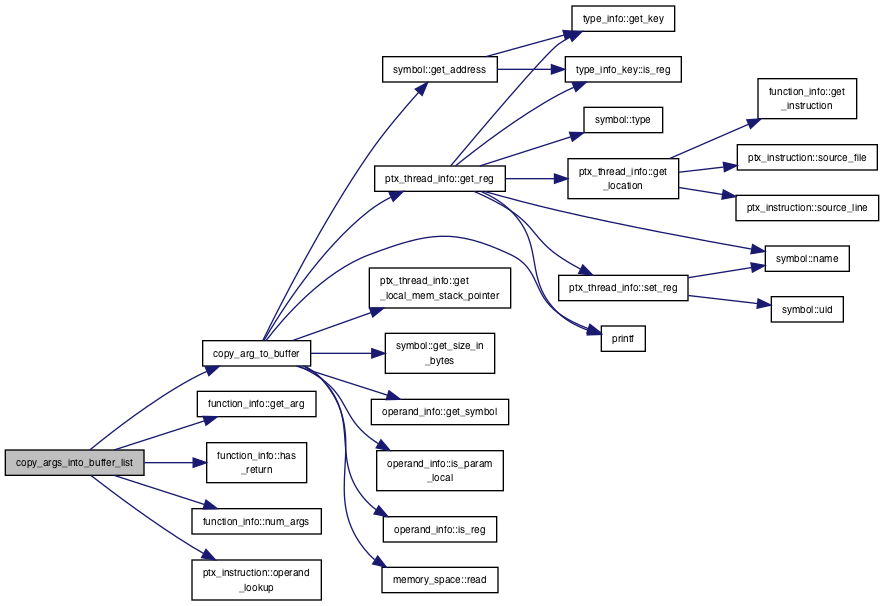 type_info::get_key
symbol::get_address
type_info_key::is_reg
function_info::get
_instruction
symbol::type
ptx_instruction::source_file
ptx_thread_info::get_reg
ptx_thread_info::get
_location
ptx_instruction::source_line
symbol::name
ptx_thread_info::get
_local_mem_stack_pointer
ptx_thread_info::set_reg
symbol::uid
printf
copy_arg_to_buffer
symbol::get_size_in
_bytes
function_info::get_arg
operand_info::get_symbol
copy_args_into_buffer_list
function_info::has
_return
operand_info::is_param
_local
function_info::num_args
operand_info::is_reg
ptx_instruction::operand
_lookup
memory_space::read